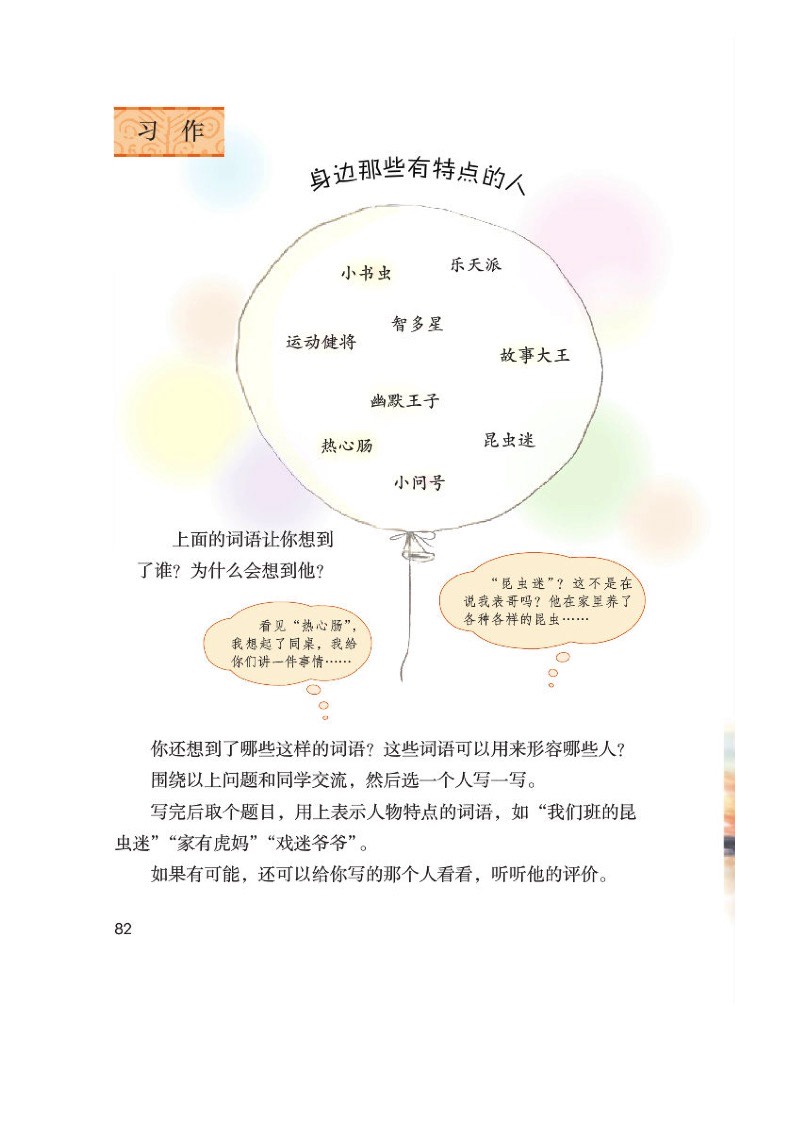 习 作
身边那些有特点的人
小书虫
乐天派
智多星
运动健将
故事大王
幽默王子
热心肠
昆虫迷
小问号
上面的词语让你想到
了谁？为什么会想到他？
“昆虫迷”？这不是在
说我表哥吗？他在家里养了
各种各样的昆虫……
看见“热心肠”，
我想起了同桌，我给
你们讲一件事情……
你还想到了哪些这样的词语？这些词语可以用来形容哪些人？
围绕以上问题和同学交流，然后选一个人写一写。
写完后取个题目，用上表示人物特点的词语，如“我们班的昆
虫迷”“家有虎妈”“戏迷爷爷”。
如果有可能，还可以给你写的那个人看看，听听他的评价。
82